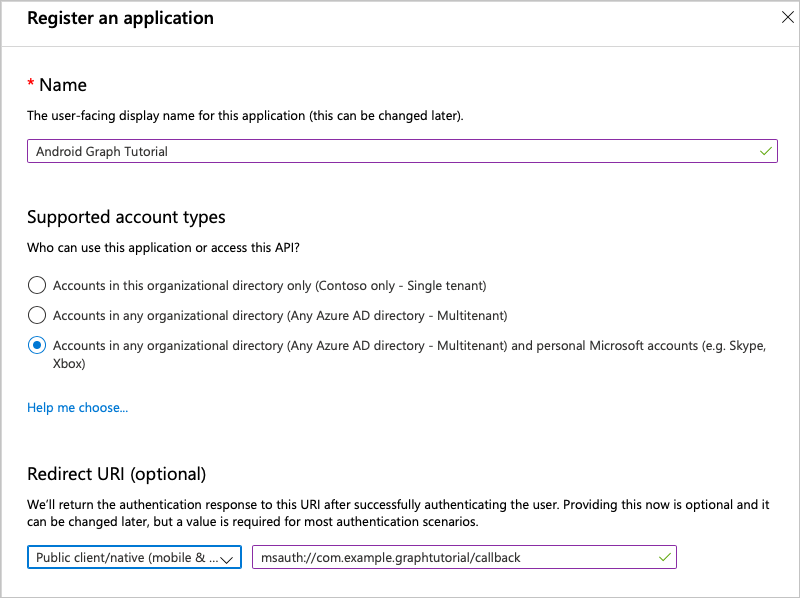 Register an application
* Name
The user-facing display name for this application (this can be changed later).
Android Graph Tutorial
Supported account types
Who can use this application or access this API?
Accounts in this organizational directory only (Contoso only - Single tenant)
Accounts in any organizational directory (Any Azure AD directory - Multitenant)
Accounts in any organizational directory (Any Azure AD directory - Multitenant) and personal Microsoft accounts (e.g. Skype,
Xbox)
Help me choose...
Redirect URI (optional)
We'll return the authentication response to this URI after successfully authenticating the user. Providing this now is optional and it
can be changed later, but a value is required for most authentication scenarios.
Public client/native (mobile & ... msauth://com.example.graphtutorial/callback